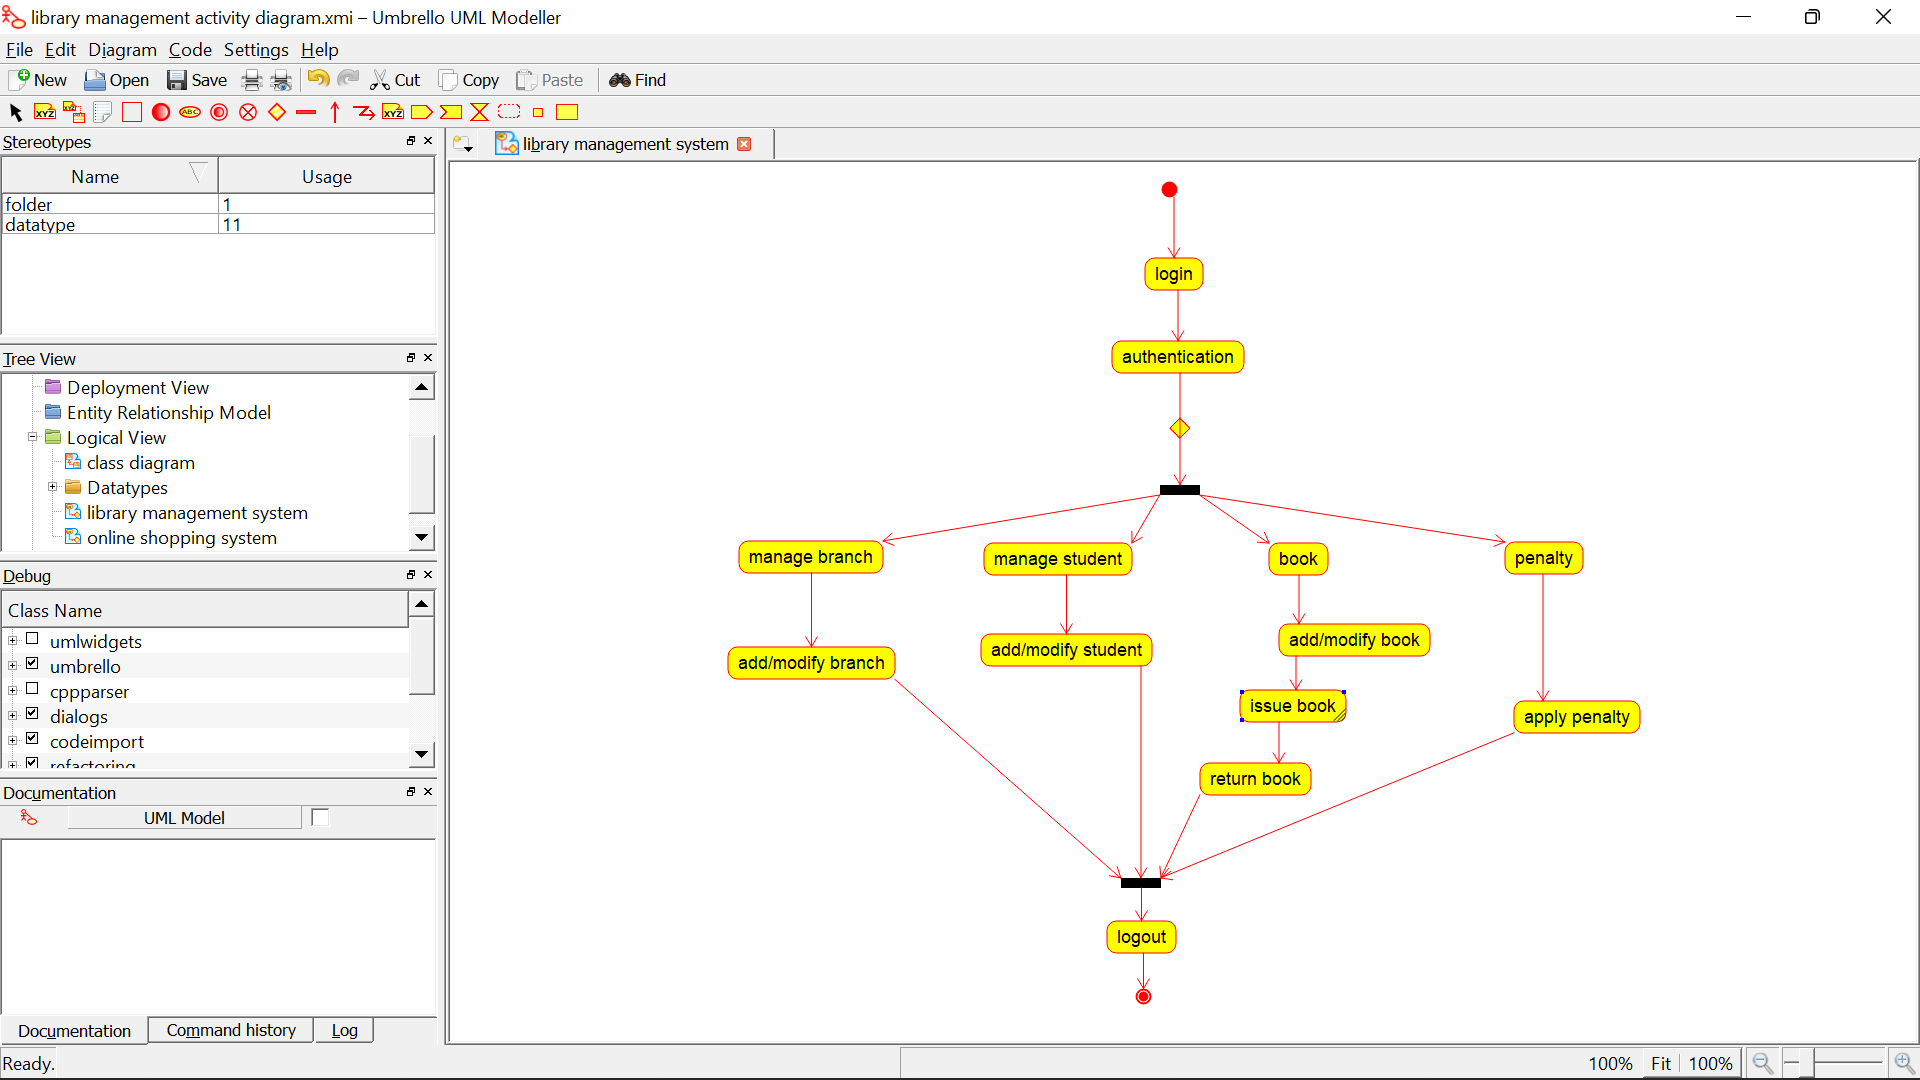 library management activity diagram.xmi – Umbrello UML Modeller
File Edit Diagram Code Settings Help
New Open Save Cut Copy Paste Find
Stereotypes
Name Usage
folder 1
datatype 11
Tree View
Deployment View
Entity Relationship Model
Logical View
class diagram
Datatypes
library management system
online shopping system
Debug
Class Name
umlwidgets
umbrello
cppparser
dialogs
codeimport
refactoring
Documentation
UML Model
Documentation Command history Log
Ready.
library management system
login
authentication
manage branch manage student book penalty
add/modify book
add/modify branch add/modify student
issue book
apply penalty
return book
logout
100% Fit 100%